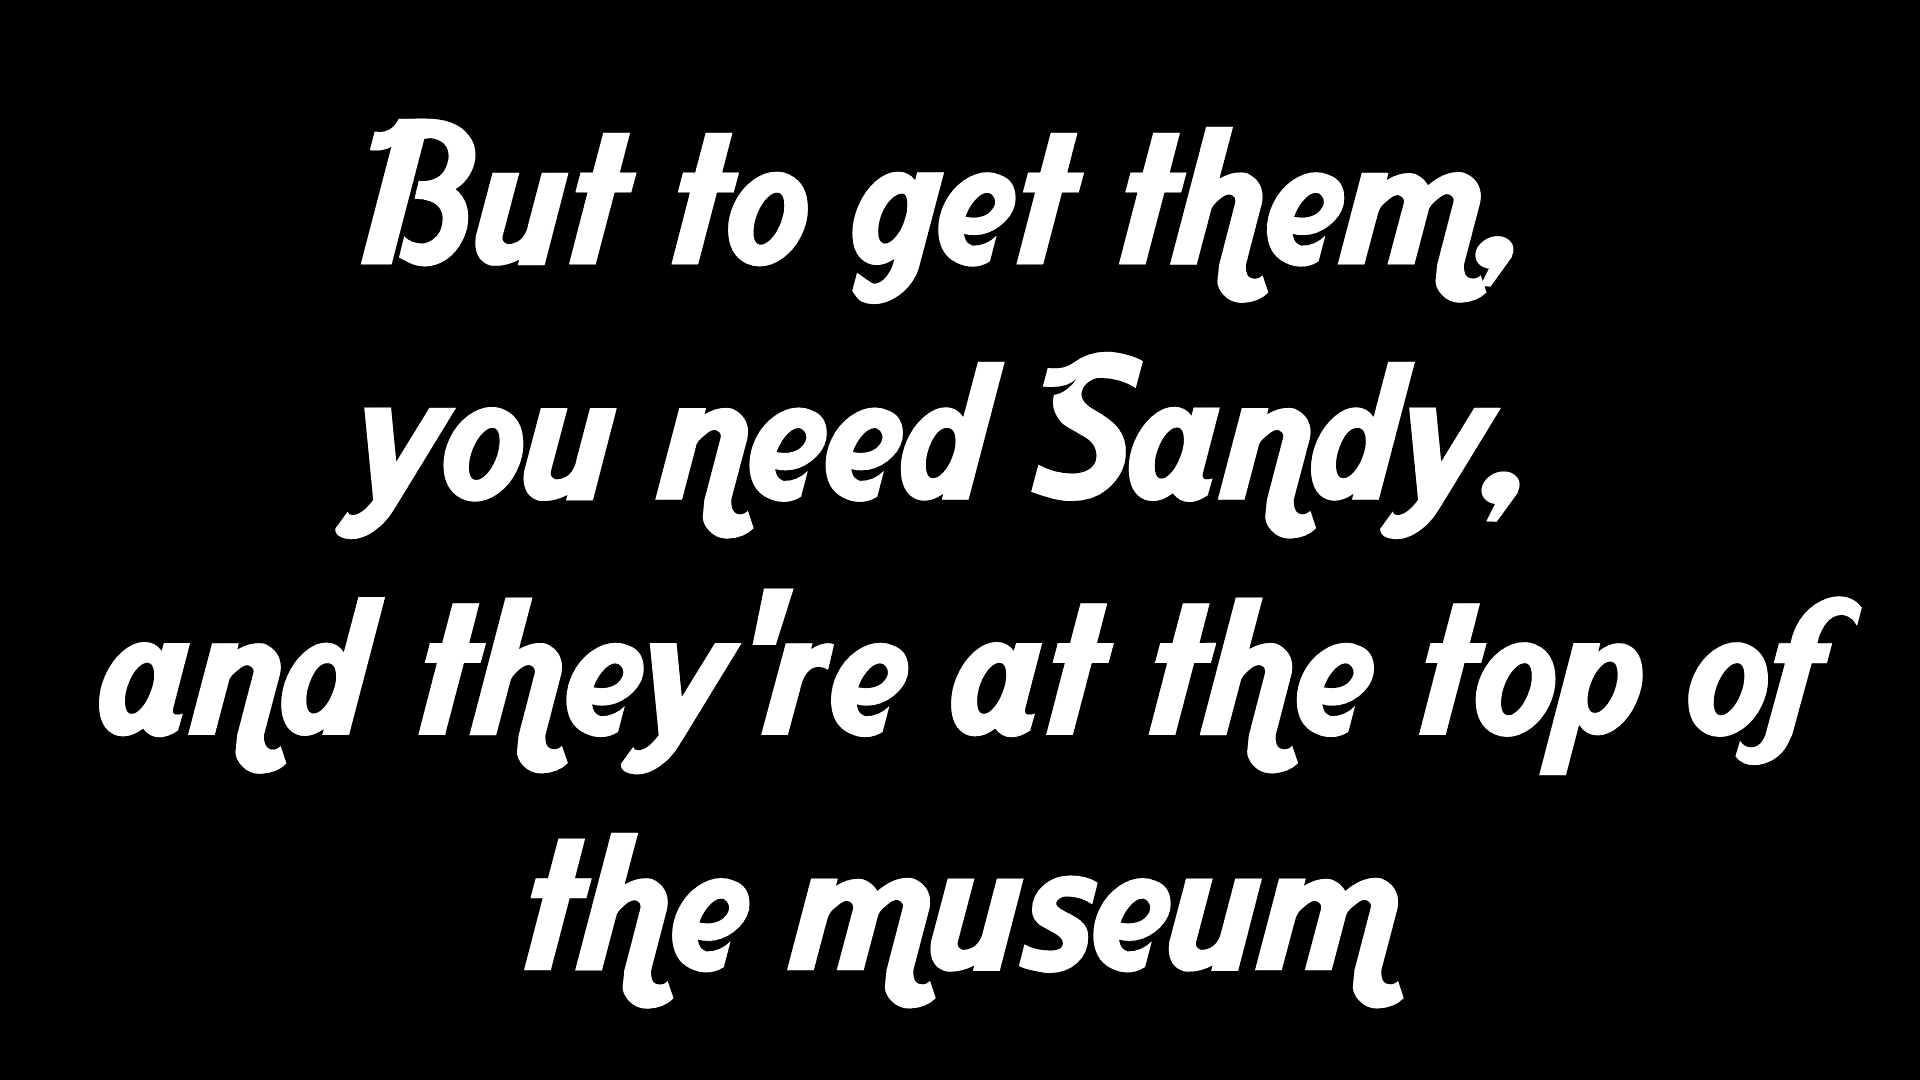 But to get them,
you need Sandy,
and they're at the top of
the museum